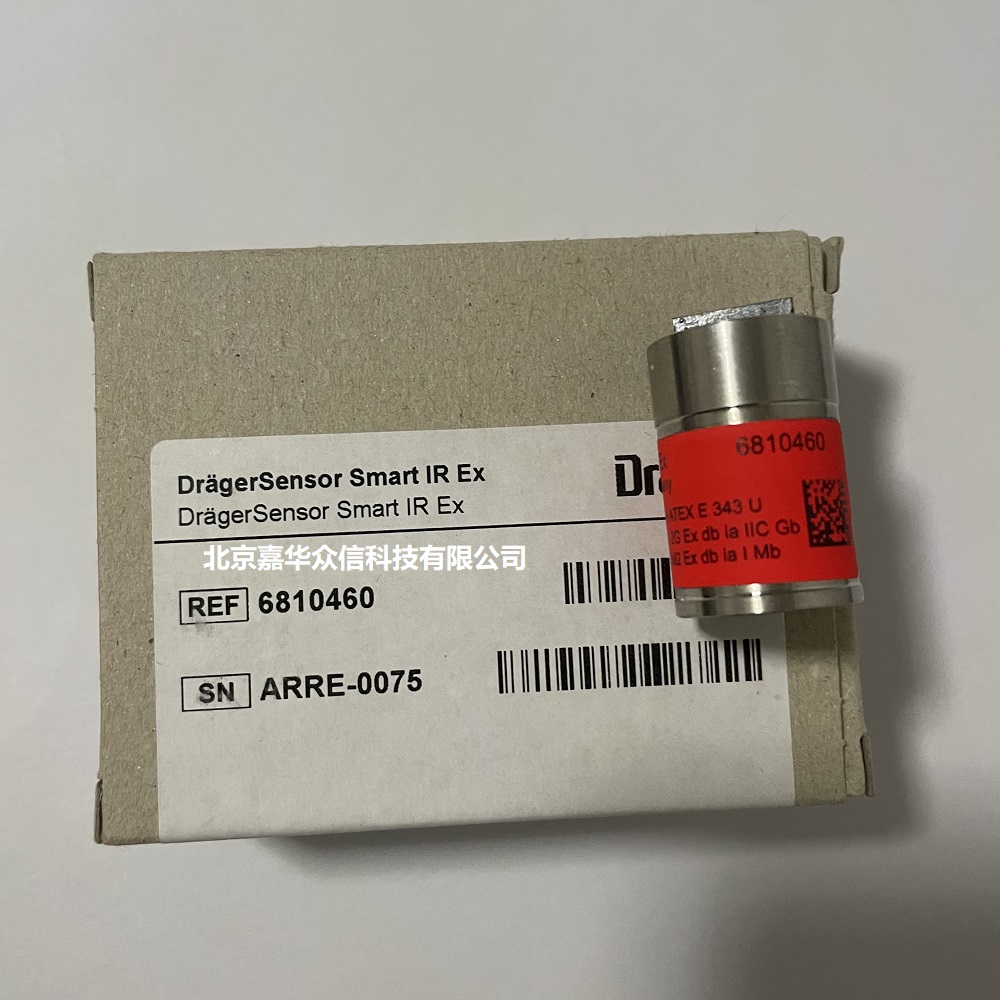 DrägerSensor Smart IR Ex
DrägerSensor Smart IR Ex
北京嘉华众信科技有限公司
REF 6810460
SN ARRE-0075
6810460
ATEX E 343 U
Ex db ia IIC Gb
Ex db ia I Mb